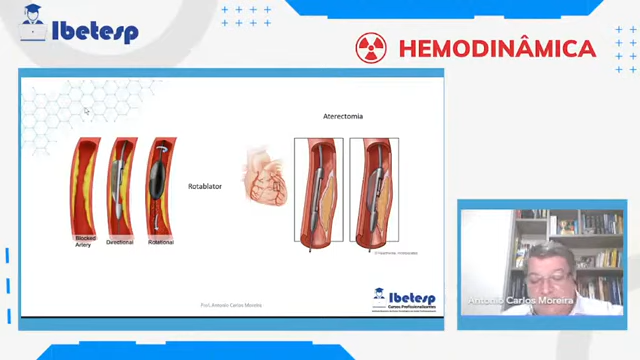 Ibetesp
HEMODINÂMICA
Aterectomia
Rotablator
Blocked
Artery
Directional
Rotational
Prof. Antonio Carlos Moreira
Ibetesp
Cursos Profissionalizantes
Antonio Carlos Moreira